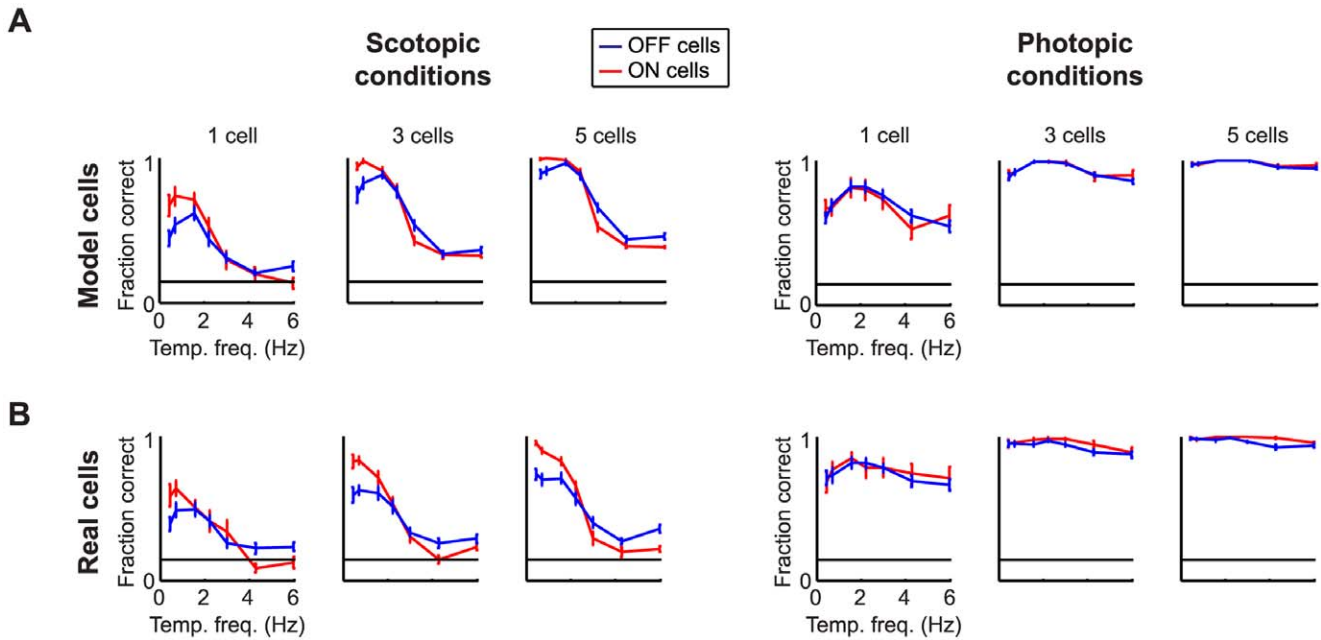 A
Scotopic
conditions
OFF cells
ON cells
Photopic
conditions
1 cell
3 cells
5 cells
1 cell
3 cells
5 cells
Model cells
Fraction correct
1
0
0 2 4 6
Temp. freq. (Hz)
Fraction correct
1
0
0 2 4 6
Temp. freq. (Hz)
B
Real cells
Fraction correct
1
0
0 2 4 6
Temp. freq. (Hz)
Fraction correct
1
0
0 2 4 6
Temp. freq. (Hz)